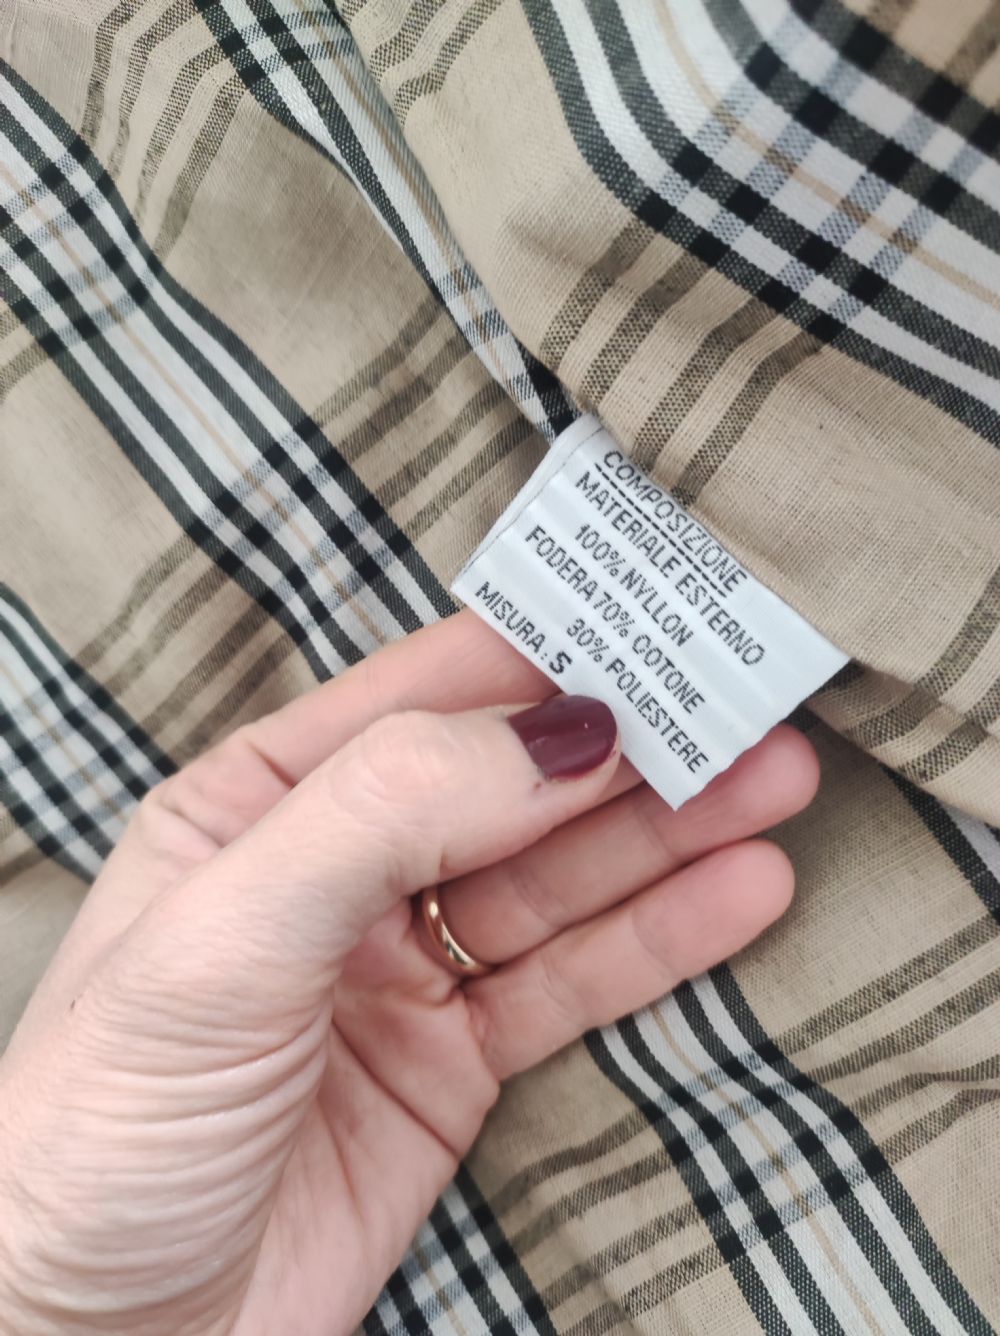 COMPOSIZIONE
MATERIALE ESTERNO
100% NYLLON
FODERA 70% COTONE
30% POLIESTERE
MISURA: S